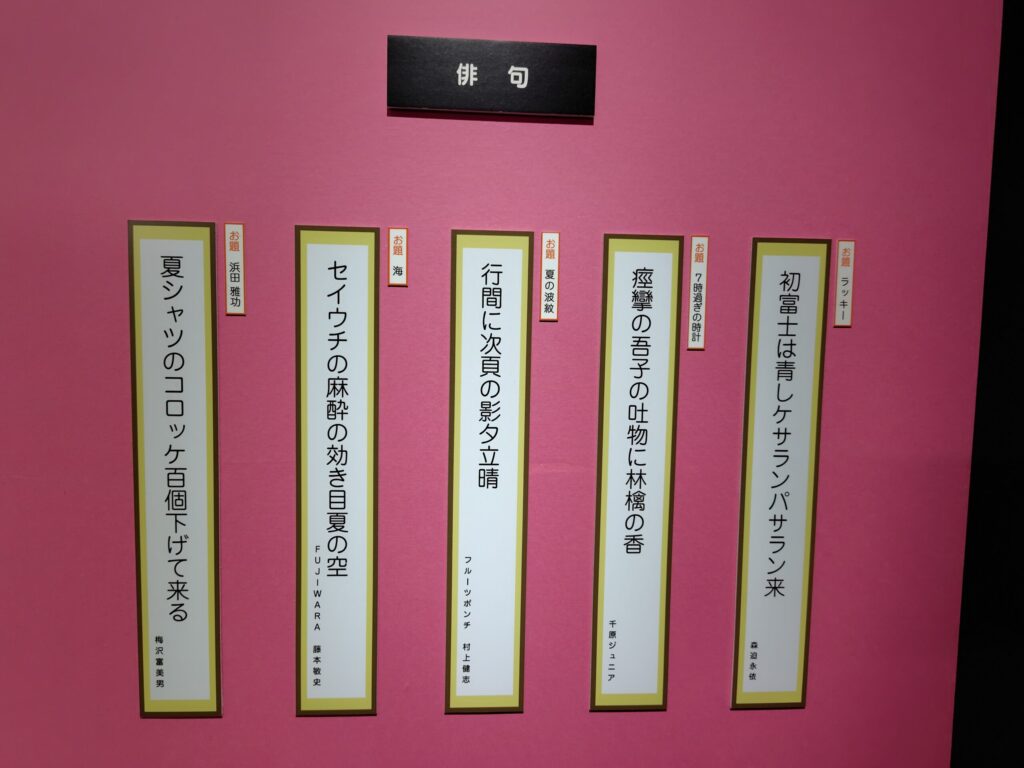 俳句
お題 ラッキー
初富士は青しケサランパサラン来
森迫永依
お題 7時過ぎの時計
痙攣の吾子の吐物に林檎の香
千原ジュニア
お題 夏の波紋
行間に次頁の影夕立晴
フルーツポンチ 村上健志
お題 海
セイウチの麻酔の効き目夏の空
FUJIWARA 藤本敏史
お題 浜田雅功
夏シャツのコロッケ百個下げて来る
梅沢富美男